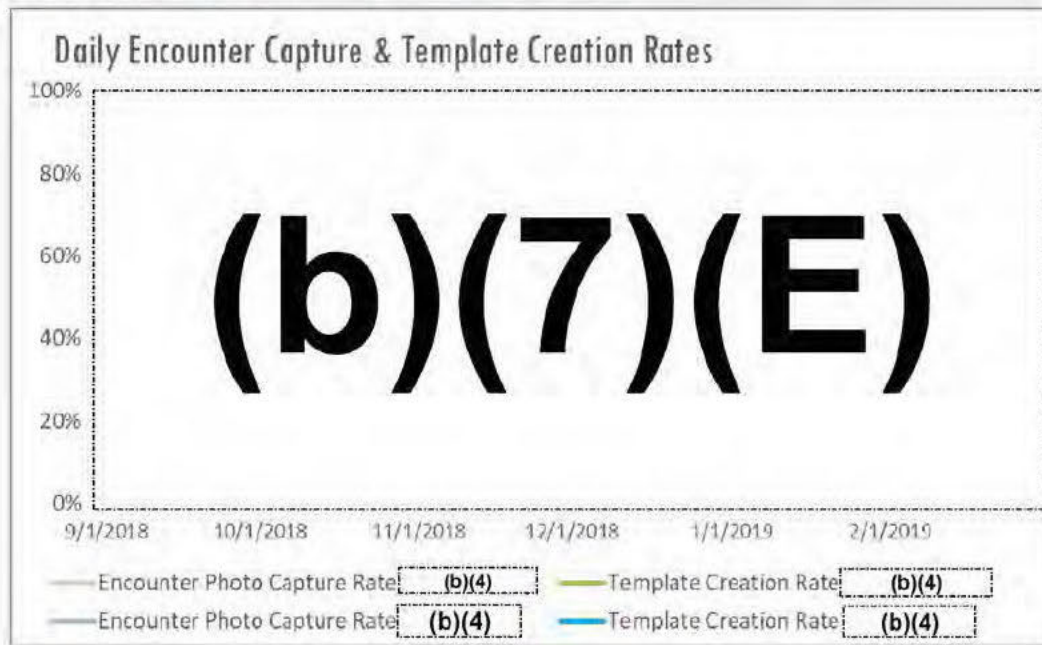 Daily Encounter Capture & Template Creation Rates
100%
80%
60%
40%
20%
0%
(b)(7)(E)
9/1/2018 10/1/2018 11/1/2018 12/1/2018 1/1/2019 2/1/2019
Encounter Photo Capture Rate (b)(4) Template Creation Rate (b)(4)
Encounter Photo Capture Rate (b)(4) Template Creation Rate (b)(4)